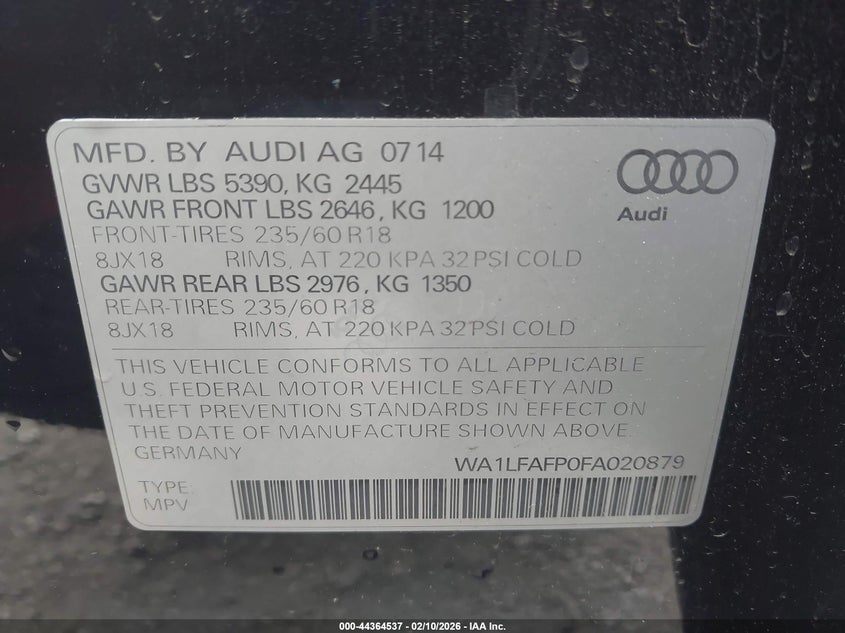 MFD. BY AUDI AG 0714
GVWR LBS 5390, KG 2445
GAWR FRONT LBS 2646, KG 1200
FRONT-TIRES 235/60 R18
8JX18 RIMS, AT 220 KPA 32 PSI COLD
GAWR REAR LBS 2976, KG 1350
REAR-TIRES 235/60 R18
8JX18 RIMS, AT 220 KPA 32 PSI COLD
Audi
THIS VEHICLE CONFORMS TO ALL APPLICABLE
U.S. FEDERAL MOTOR VEHICLE SAFETY AND
THEFT PREVENTION STANDARDS IN EFFECT ON
THE DATE OF MANUFACTURE SHOWN ABOVE.
GERMANY
WA1LFAFP0FA020879
TYPE:
MPV
000-44364537 - 02/10/2026 - IAA Inc.